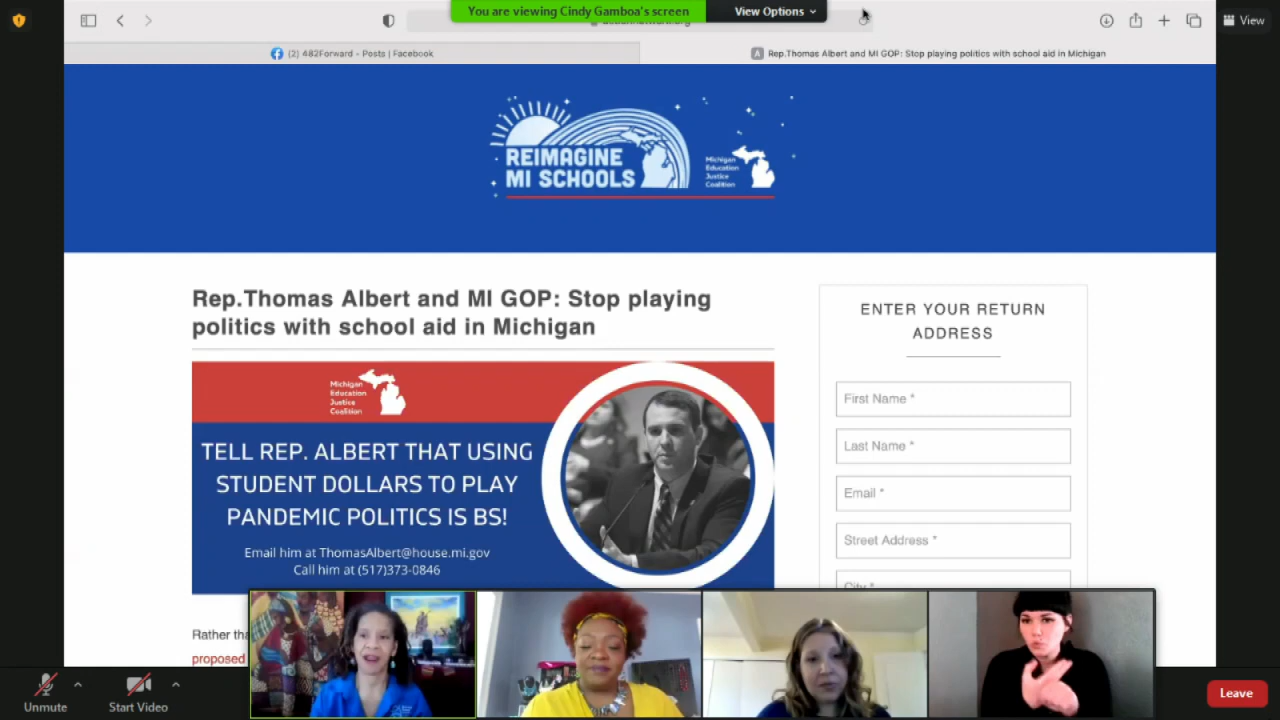 You are viewing Cindy Gamboa's screen
View Options
View
(2) 482Forward - Posts | Facebook
Rep.Thomas Albert and MI GOP: Stop playing politics with school aid in Michigan
REIMAGINE
MI SCHOOLS
Michigan
Education
Justice
Coalition
Rep.Thomas Albert and MI GOP: Stop playing
politics with school aid in Michigan
Michigan
Education
Justice
Coalition
TELL REP. ALBERT THAT USING
STUDENT DOLLARS TO PLAY
PANDEMIC POLITICS IS BS!
Email him at ThomasAlbert@house.mi.gov
Call him at (517)373-0846
ENTER YOUR RETURN
ADDRESS
First Name *
Last Name *
Email *
Street Address *
City *
Rather
proposed
Unmute
Start Video
Leave